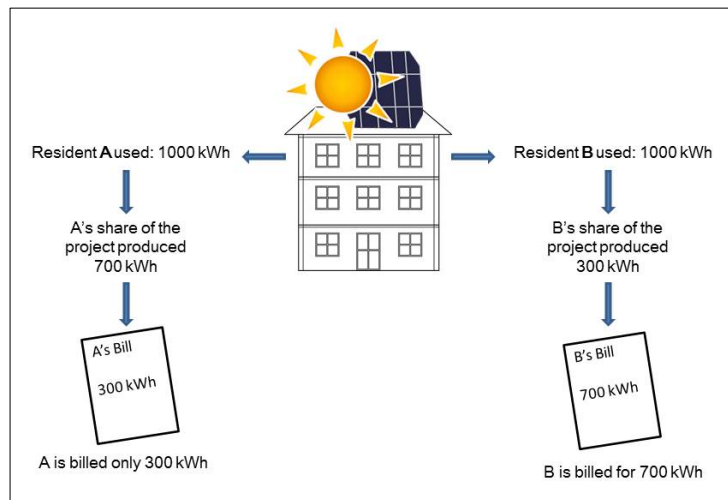 Resident A used: 1000 kWh
Resident B used: 1000 kWh
A's share of the
project produced
700 kWh
B's share of the
project produced
300 kWh
A's Bill
300 kWh
B's Bill
700 kWh
A is billed only 300 kWh
B is billed for 700 kWh